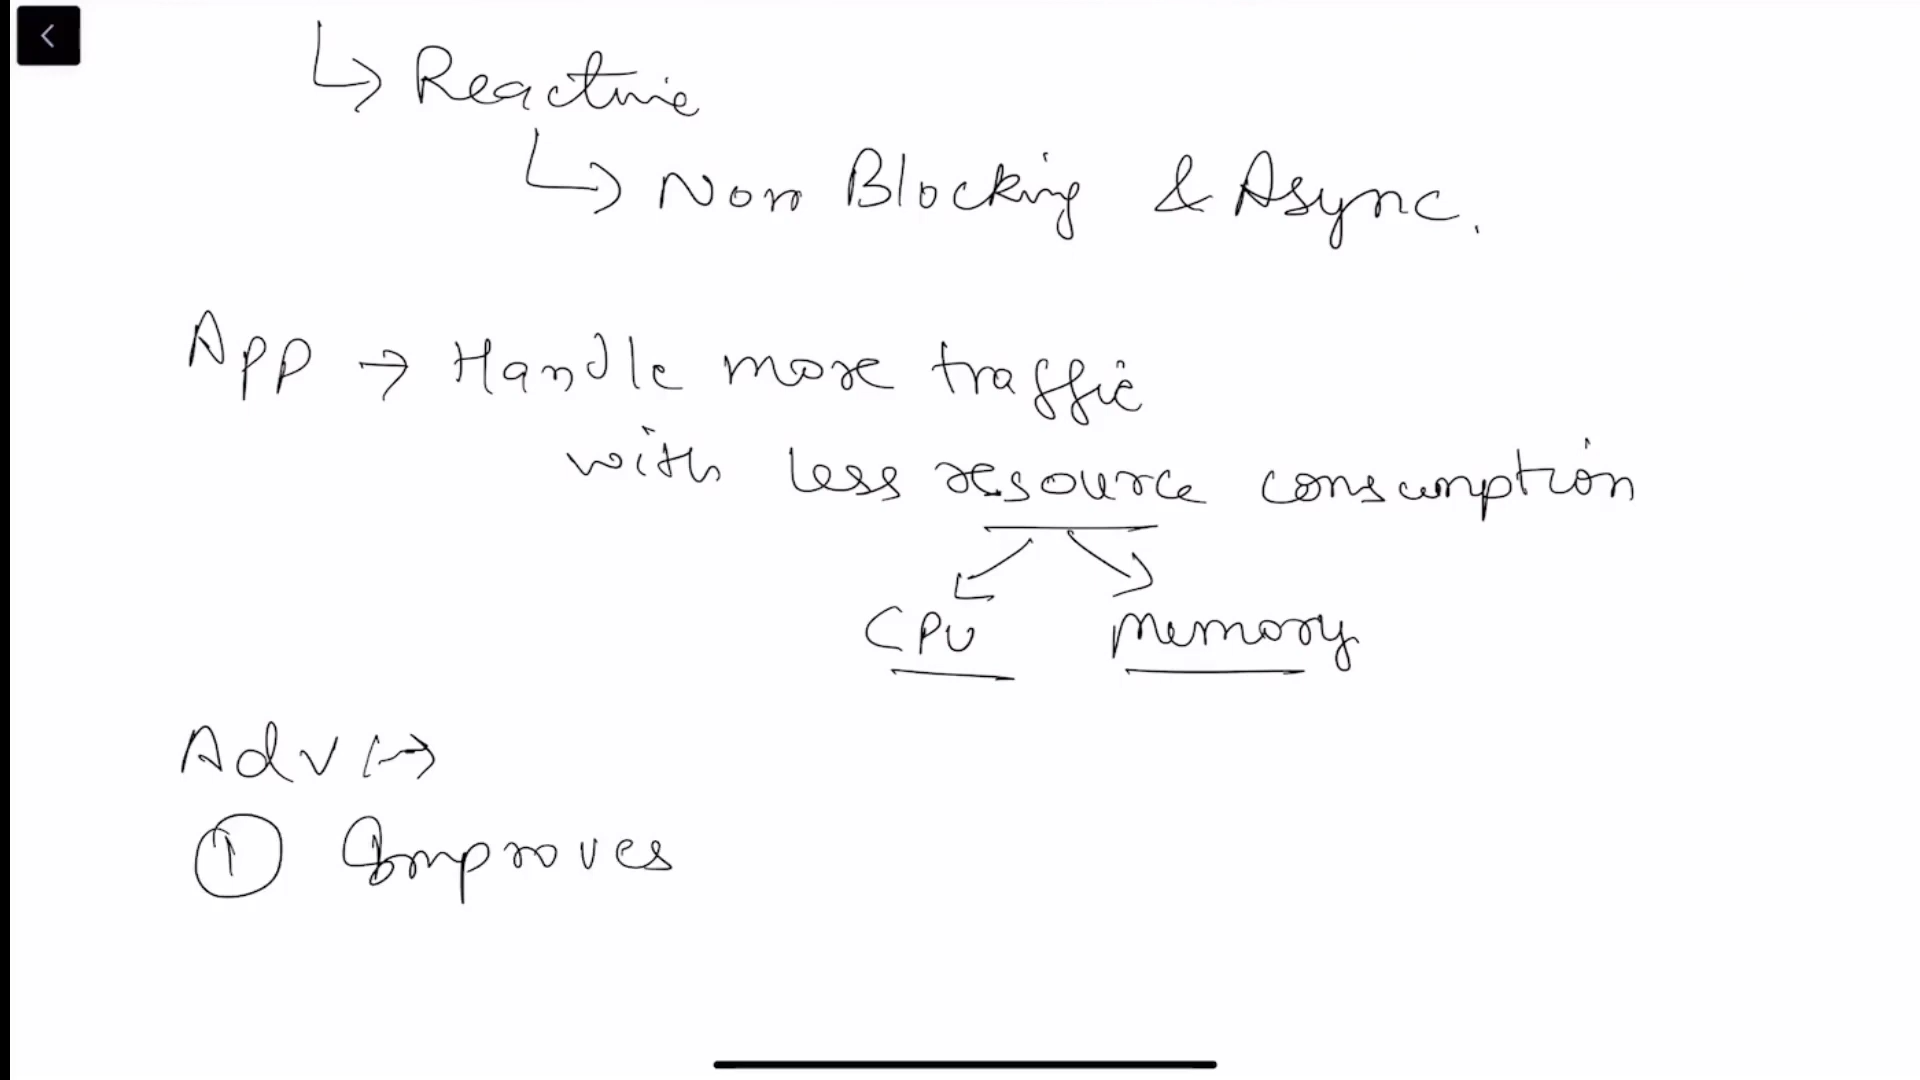 ↳ Reactive
↳ Non Blocking & Async.
App → Handle more traffic
with less resource consumption
CPU Memory
Adv :→
① Improves